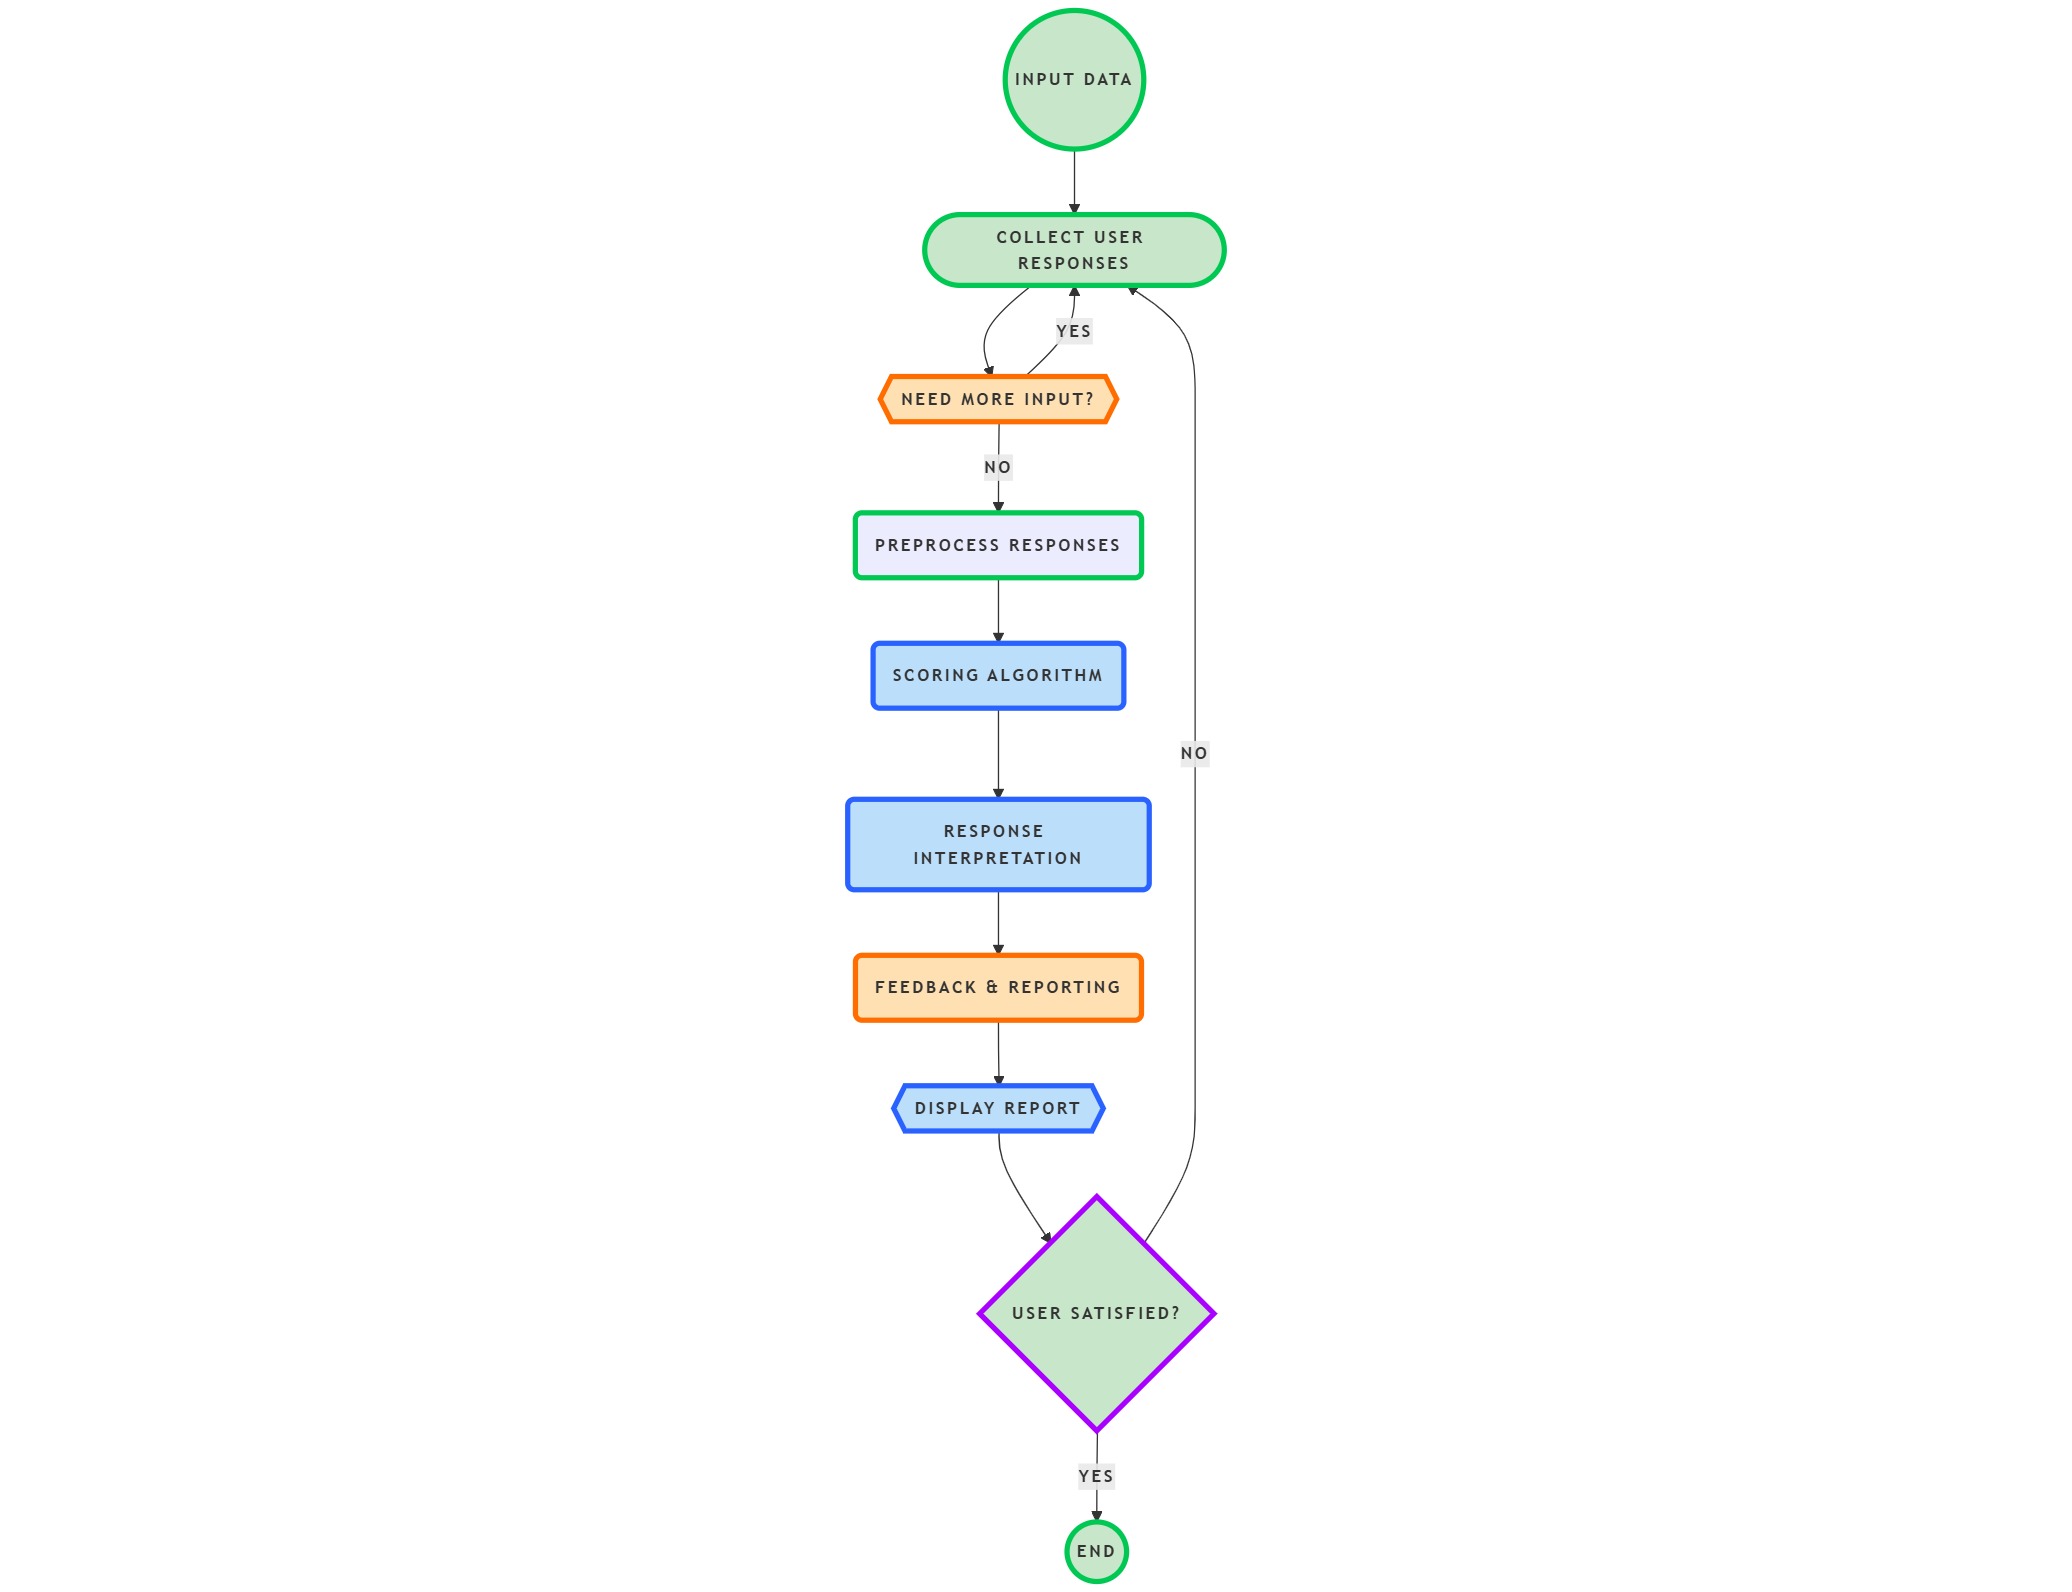 INPUT DATA
COLLECT USER
RESPONSES
YES
NEED MORE INPUT?
NO
PREPROCESS RESPONSES
SCORING ALGORITHM
NO
RESPONSE
INTERPRETATION
FEEDBACK & REPORTING
DISPLAY REPORT
USER SATISFIED?
YES
END